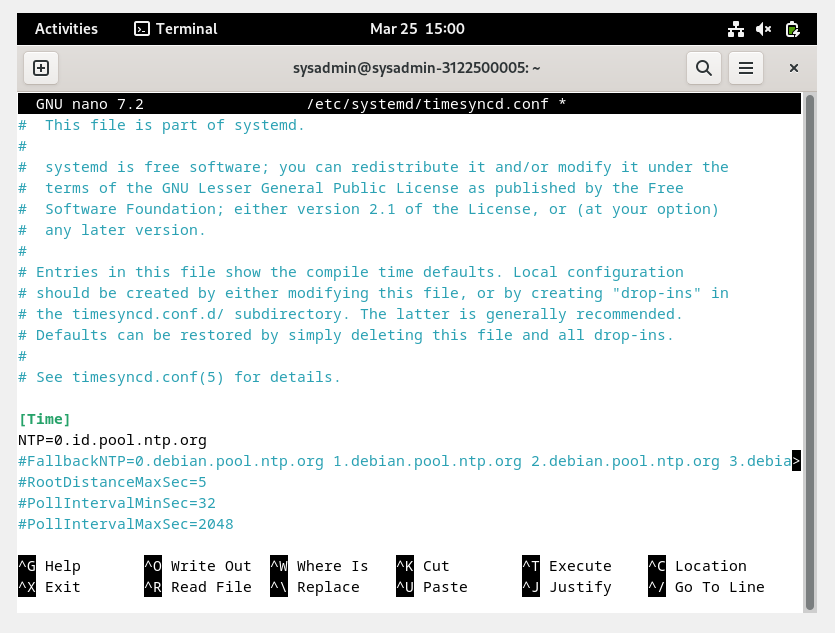 Activities Terminal Mar 25 15:00
sysadmin@sysadmin-3122500005: ~
GNU nano 7.2 /etc/systemd/timesyncd.conf *
#  This file is part of systemd.
#
#  systemd is free software; you can redistribute it and/or modify it under the
#  terms of the GNU Lesser General Public License as published by the Free
#  Software Foundation; either version 2.1 of the License, or (at your option)
#  any later version.
#
# Entries in this file show the compile time defaults. Local configuration
# should be created by either modifying this file, or by creating "drop-ins" in
# the timesyncd.conf.d/ subdirectory. The latter is generally recommended.
# Defaults can be restored by simply deleting this file and all drop-ins.
#
# See timesyncd.conf(5) for details.
[Time]
NTP=0.id.pool.ntp.org
#FallbackNTP=0.debian.pool.ntp.org 1.debian.pool.ntp.org 2.debian.pool.ntp.org 3.debia>
#RootDistanceMaxSec=5
#PollIntervalMinSec=32
#PollIntervalMaxSec=2048
^G Help ^O Write Out ^W Where Is ^K Cut ^T Execute ^C Location
^X Exit ^R Read File ^\ Replace ^U Paste ^J Justify ^/ Go To Line